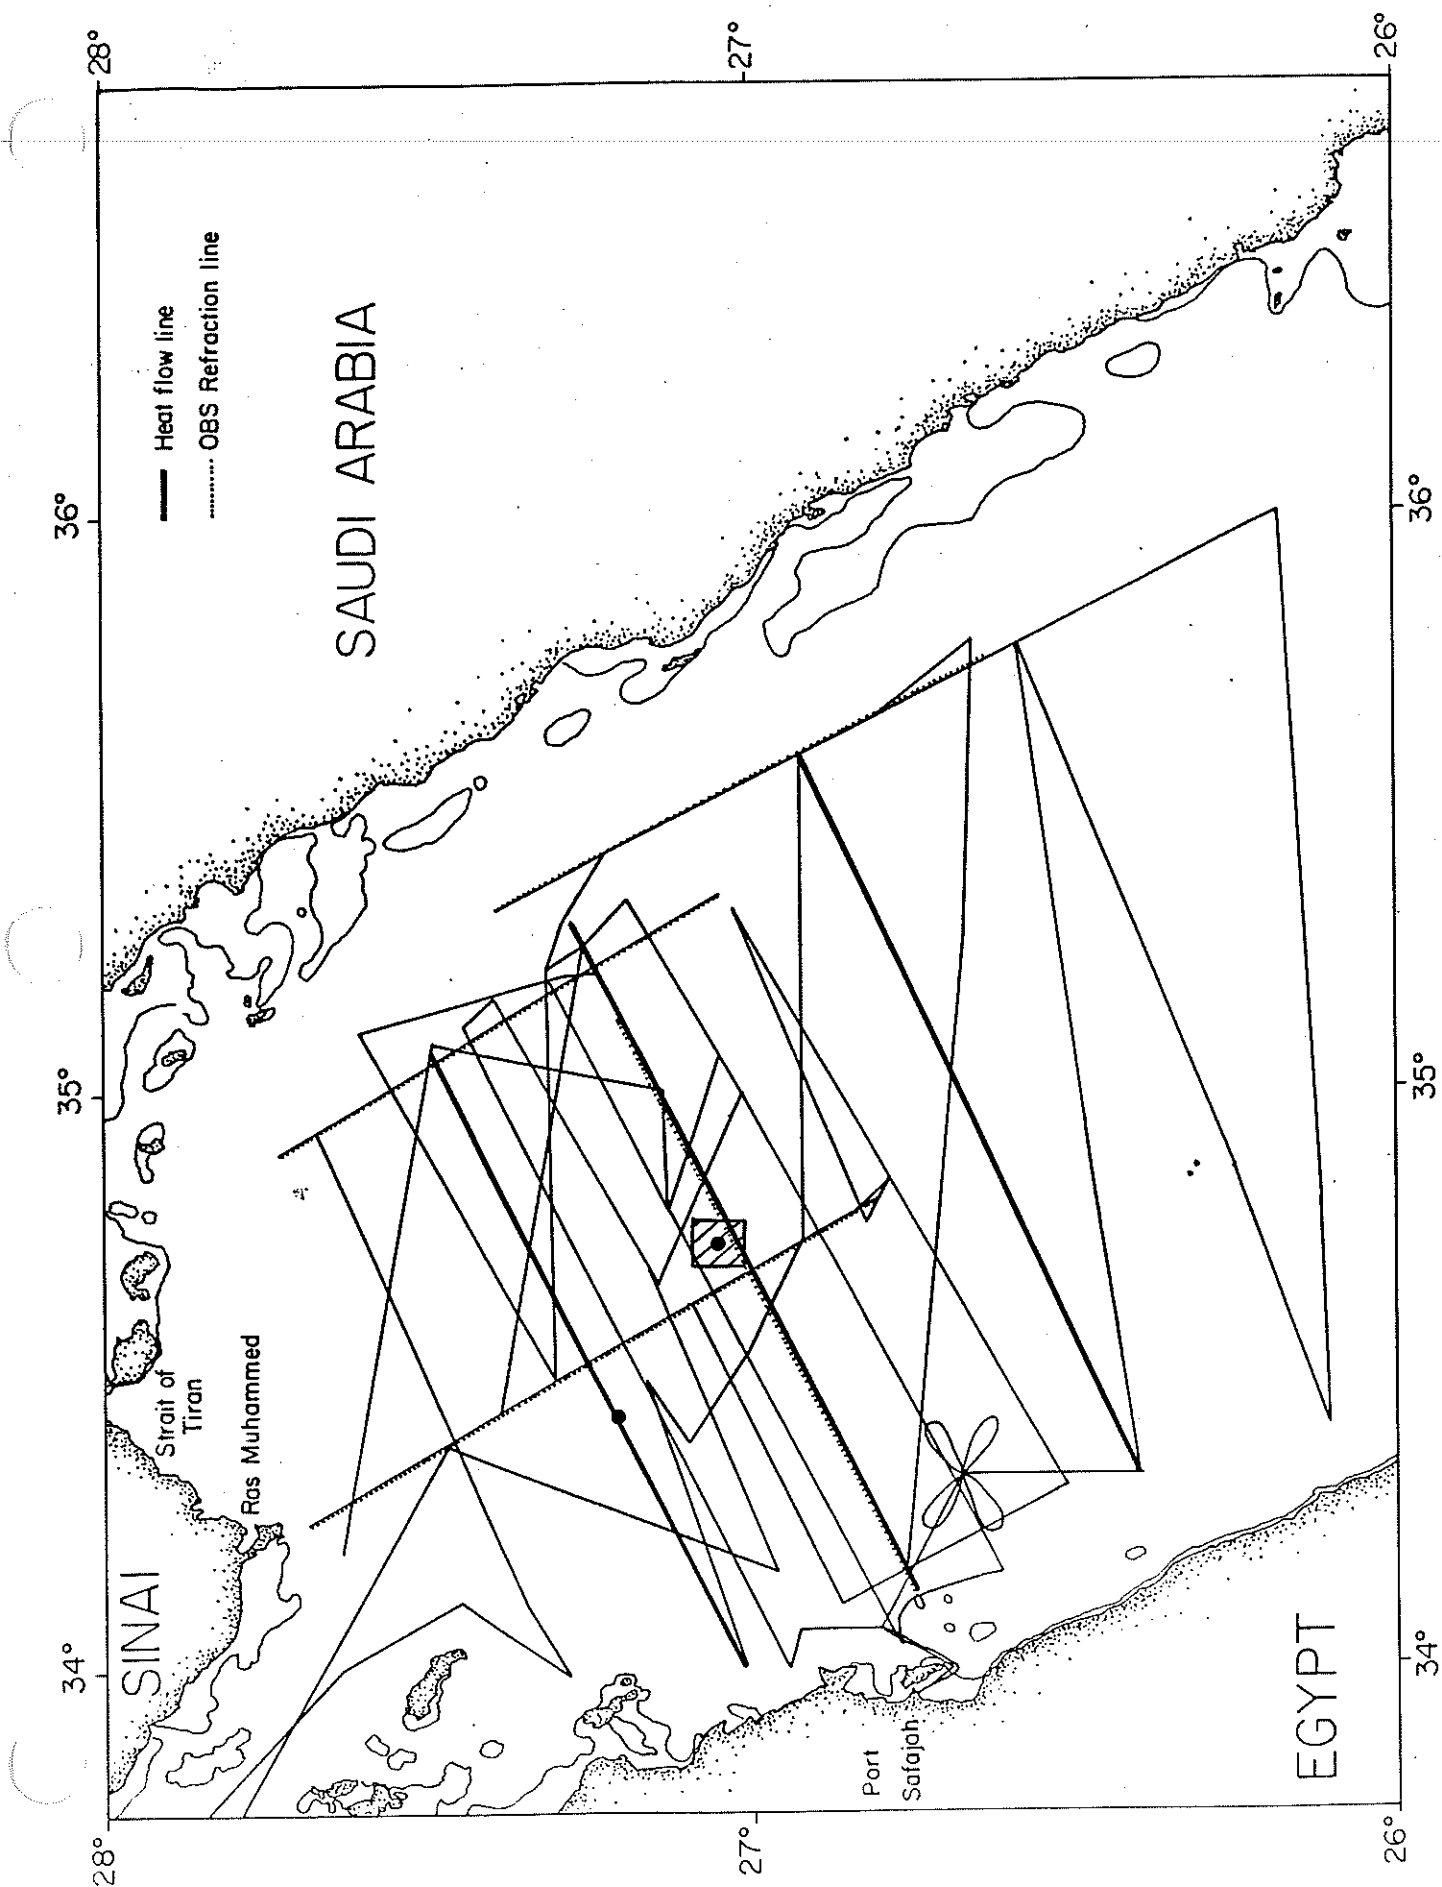 28°
27°
26°
36°
36°
35°
35°
34°
34°
28°
27°
26°
Heat flow line
OBS Refraction line
SAUDI ARABIA
Strait of
Tiran
Ras Muhammed
SINAI
Port
Safajah
EGYPT